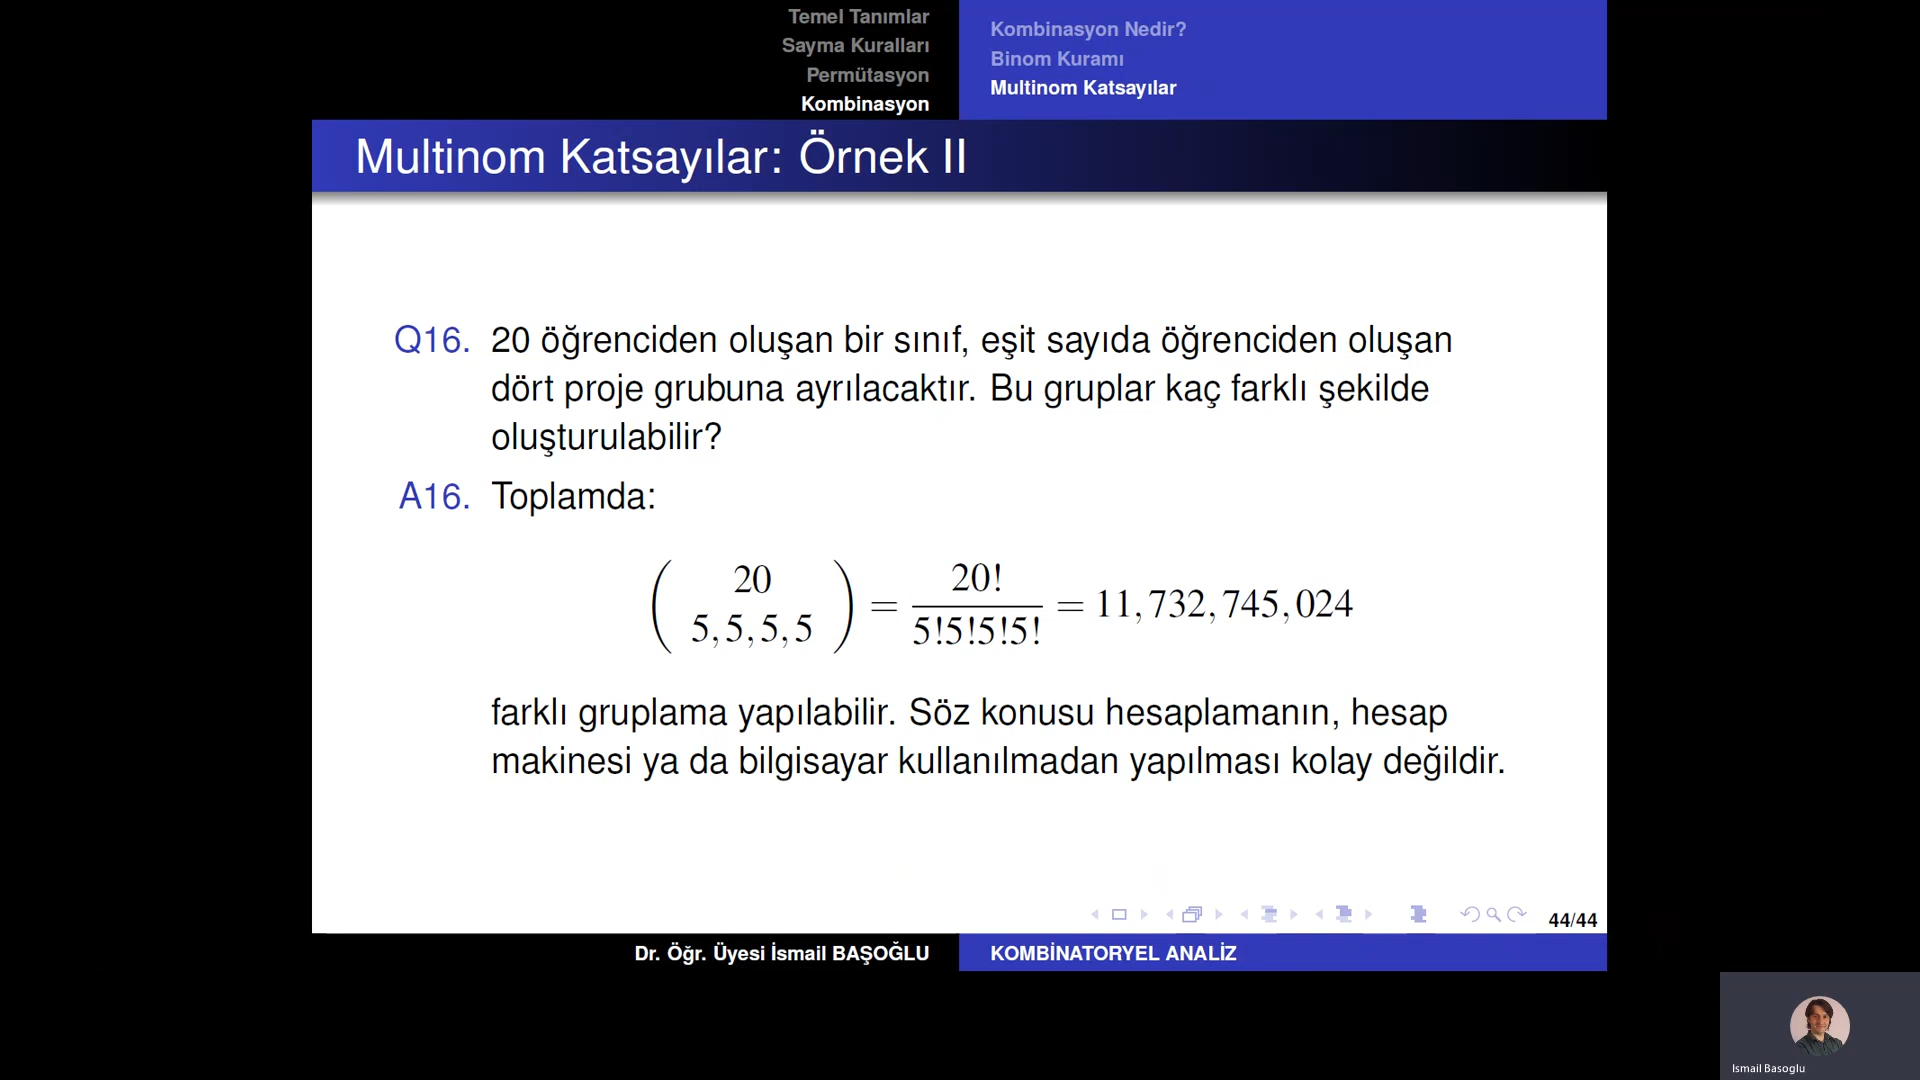 Temel Tanımlar
Sayma Kuralları
Permütasyon
Kombinasyon
Kombinasyon Nedir?
Binom Kuramı
Multinom Katsayılar
Multinom Katsayılar: Örnek II
Q16. 20 öğrenciden oluşan bir sınıf, eşit sayıda öğrenciden oluşan
dört proje grubuna ayrılacaktır. Bu gruplar kaç farklı şekilde
oluşturulabilir?
A16. Toplamda:
( 20
5,5,5,5 ) = 20! / 5!5!5!5! = 11,732,745,024
farklı gruplama yapılabilir. Söz konusu hesaplamanın, hesap
makinesi ya da bilgisayar kullanılmadan yapılması kolay değildir.
44/44
Dr. Öğr. Üyesi İsmail BAŞOĞLU
KOMBİNATORYEL ANALİZ
Ismail Basoglu